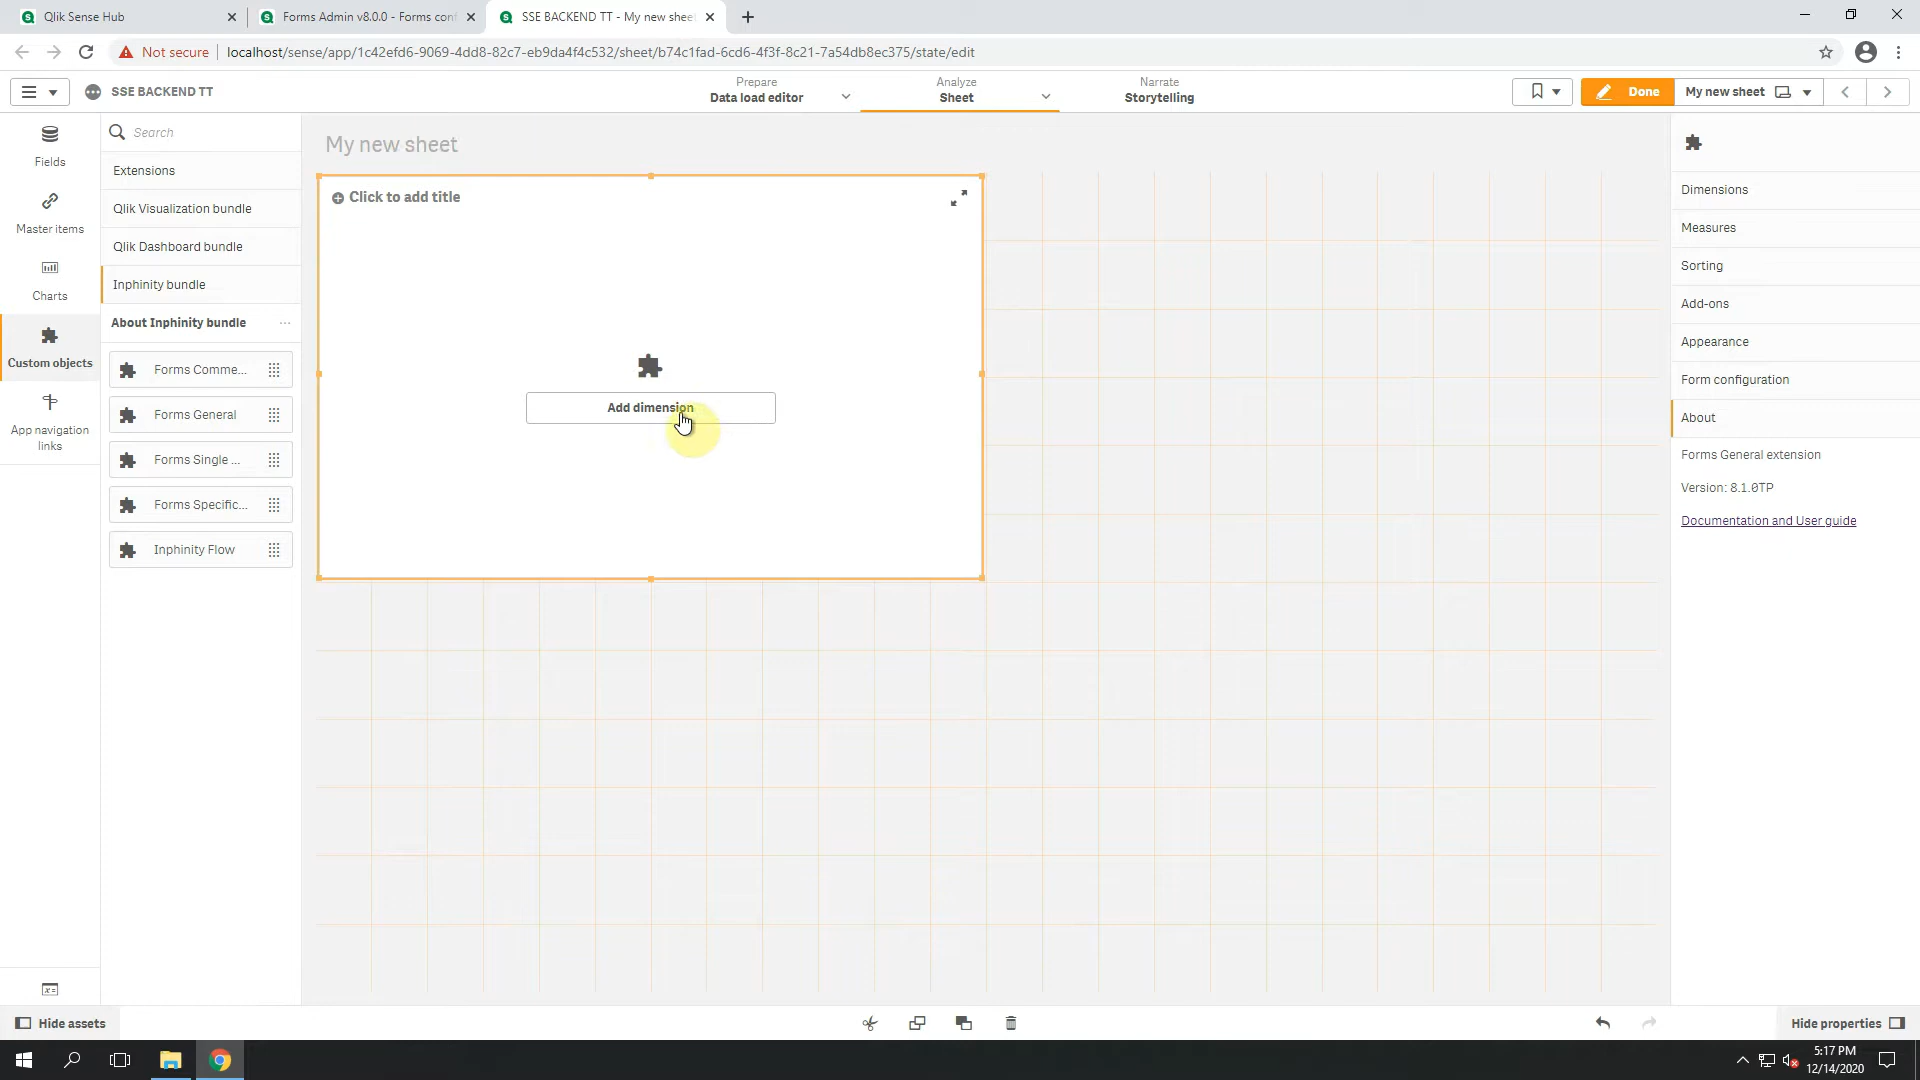 Qlik Sense Hub
Forms Admin v8.0.0 - Forms conf
SSE BACKEND TT - My new sheet
Not secure
localhost/sense/app/1c42efd6-9069-4dd8-82c7-eb9da4f4c532/sheet/b74c1fad-6cd6-4f3f-8c21-7a54db8ec375/state/edit
SSE BACKEND TT
Prepare
Data load editor
Analyze
Sheet
Narrate
Storytelling
Done
My new sheet
Fields
Master items
Charts
Custom objects
App navigation
links
Search
Extensions
Qlik Visualization bundle
Qlik Dashboard bundle
Inphinity bundle
About Inphinity bundle
Forms Comme...
Forms General
Forms Single ...
Forms Specific...
Inphinity Flow
My new sheet
Click to add title
Add dimension
Dimensions
Measures
Sorting
Add-ons
Appearance
Form configuration
About
Forms General extension
Version: 8.1.0TP
Documentation and User guide
Hide assets
Hide properties
5:17 PM
12/14/2020